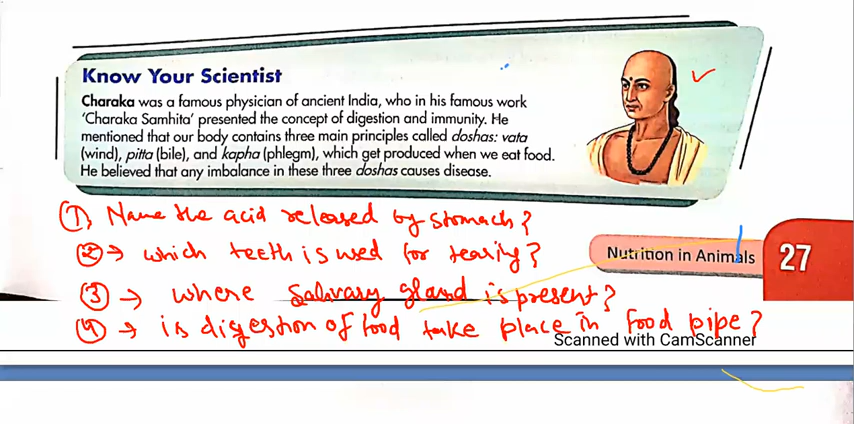 Know Your Scientist
Charaka was a famous physician of ancient India, who in his famous work
'Charaka Samhita' presented the concept of digestion and immunity. He
mentioned that our body contains three main principles called doshas: vata
(wind), pitta (bile), and kapha (phlegm), which get produced when we eat food.
He believed that any imbalance in these three doshas causes disease.
① Name the acid released by stomach?
② → which teeth is used for tearing?
Nutrition in Animals 27
③ → where salivary gland is present?
④ → is digestion of food take place in food pipe?
Scanned with CamScanner